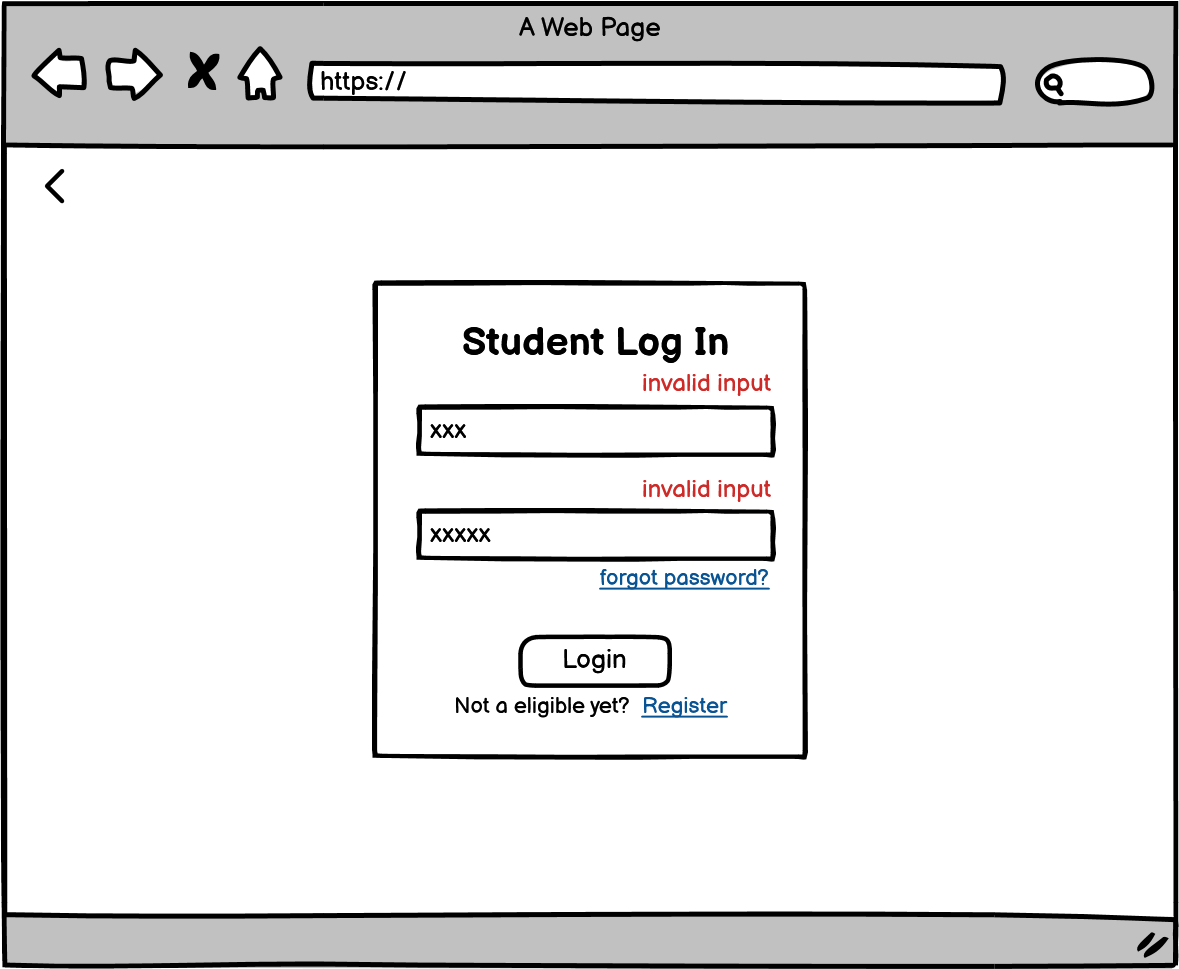 A Web Page
https://
Student Log In
invalid input
xxx
invalid input
xxxxx
forgot password?
Login
Not a eligible yet? Register